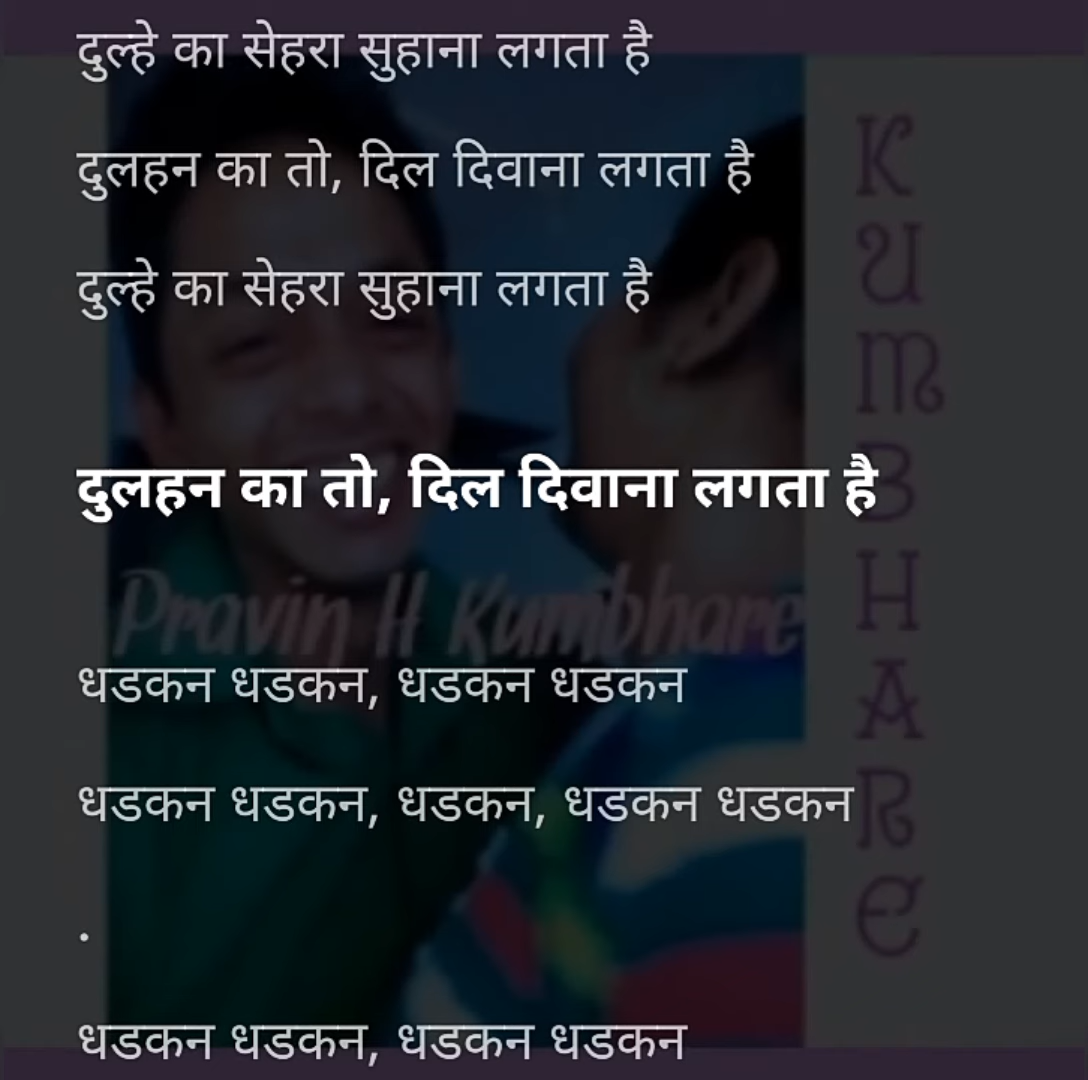 दुल्हे का सेहरा सुहाना लगता है
दुलहन का तो, दिल दिवाना लगता है
दुल्हे का सेहरा सुहाना लगता है
दुलहन का तो, दिल दिवाना लगता है
Pravin H Kumbhare
धडकन धडकन, धडकन धडकन
धडकन धडकन, धडकन, धडकन धडकन
.
धडकन धडकन, धडकन धडकन
KUMBHARE